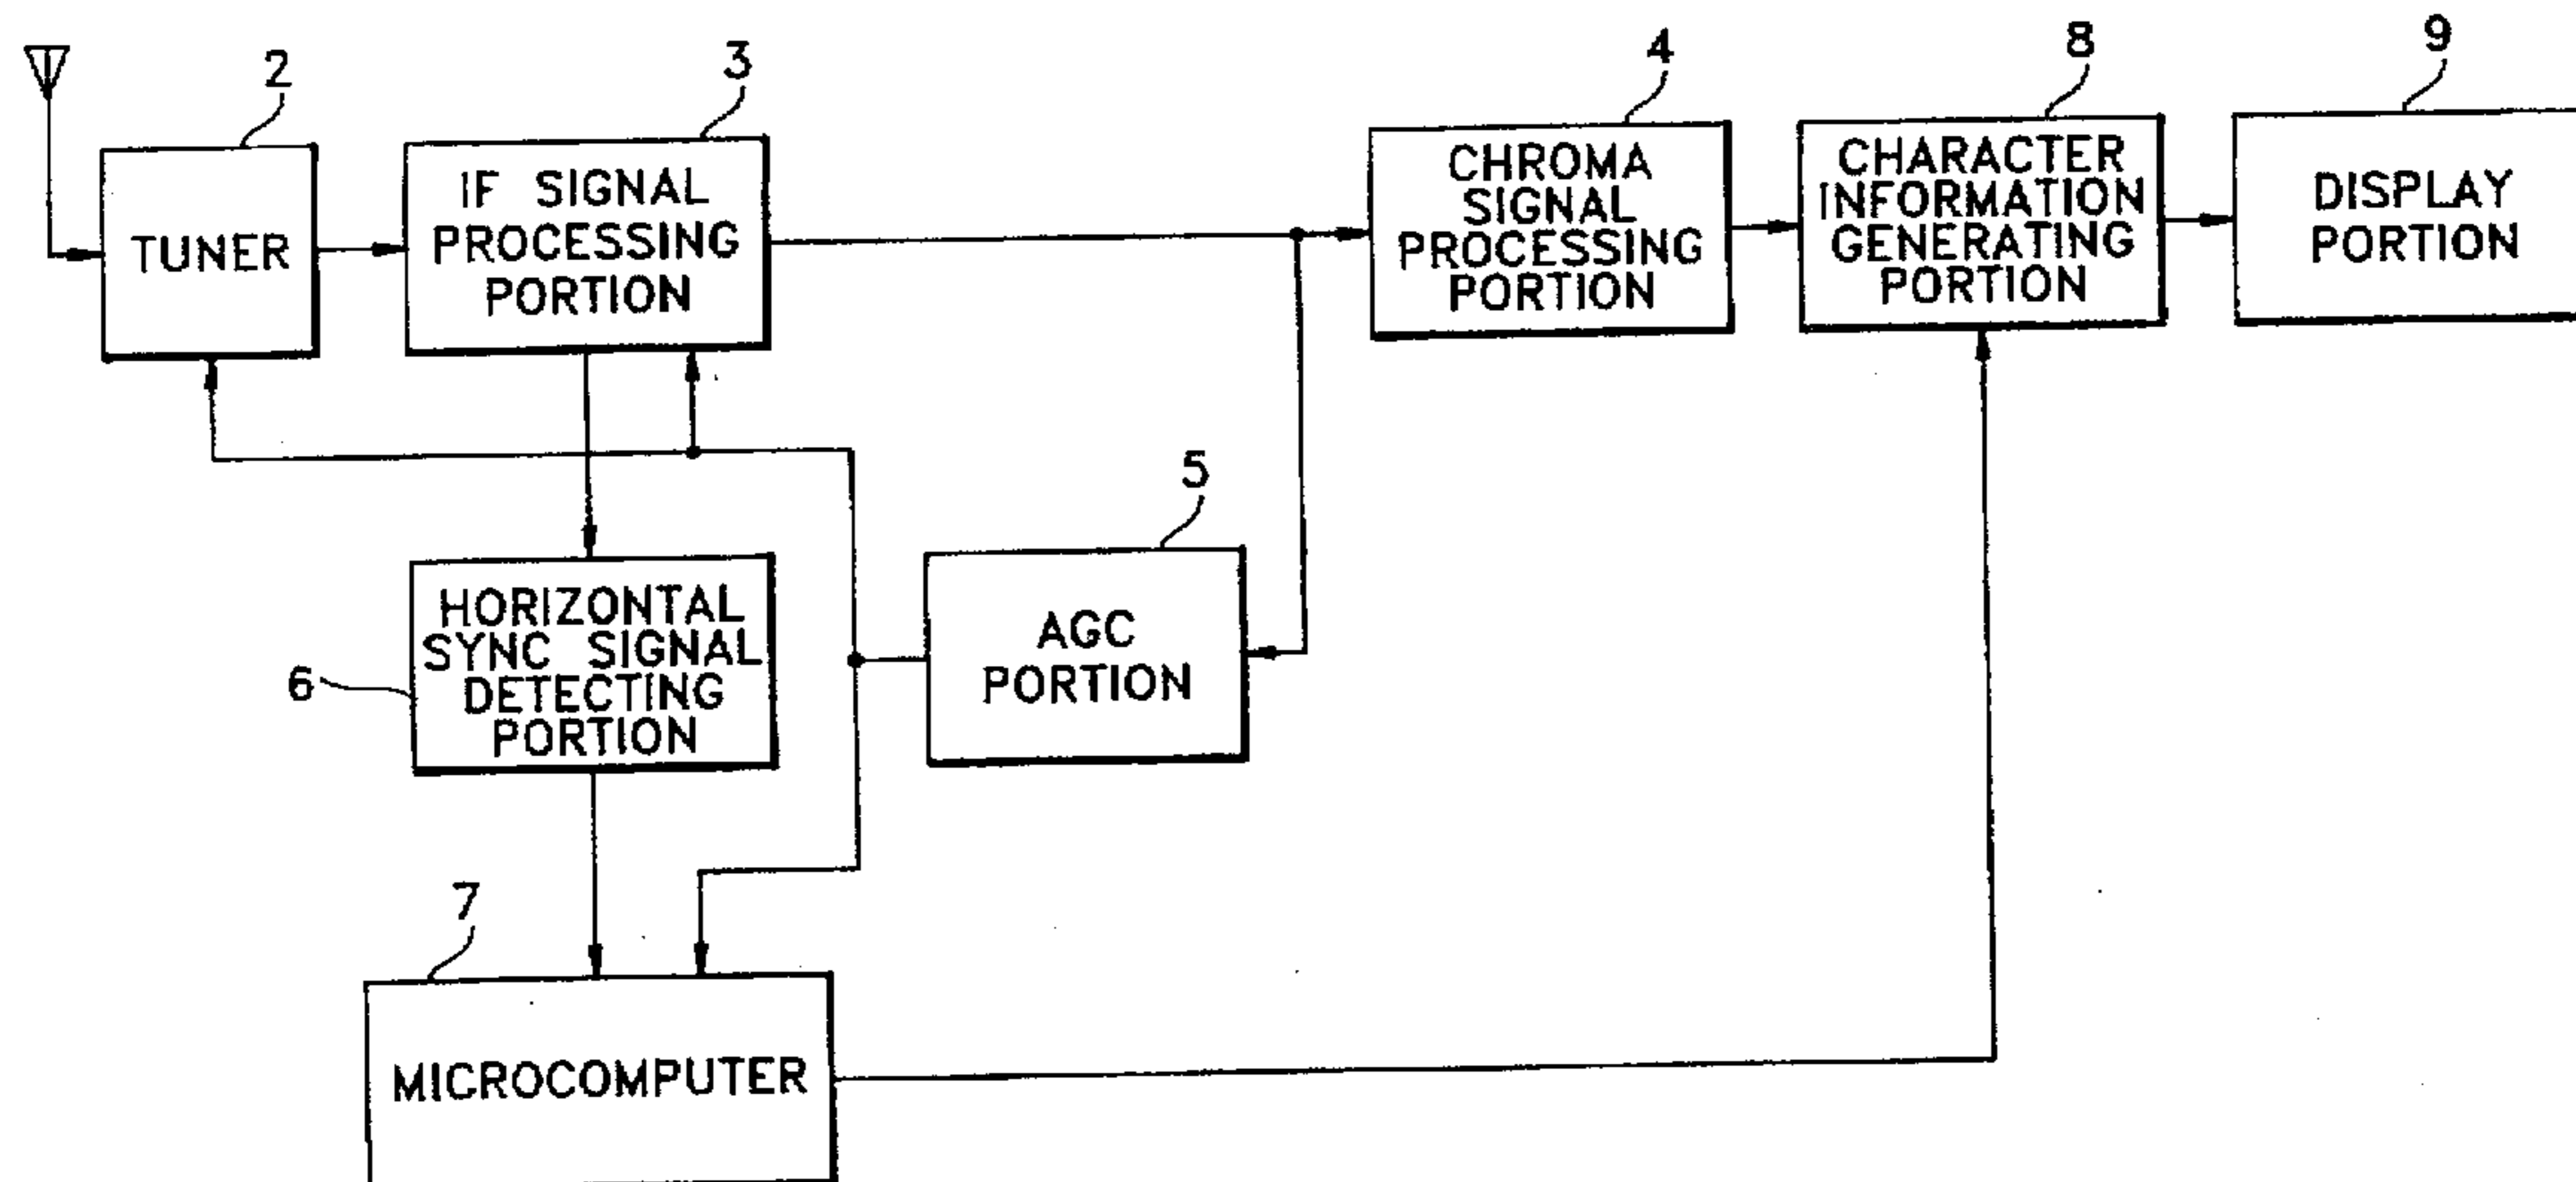 2
TUNER
3
IF SIGNAL
PROCESSING
PORTION
4
CHROMA
SIGNAL
PROCESSING
PORTION
8
CHARACTER
INFORMATION
GENERATING
PORTION
9
DISPLAY
PORTION
5
AGC
PORTION
6
HORIZONTAL
SYNC SIGNAL
DETECTING
PORTION
7
MICROCOMPUTER